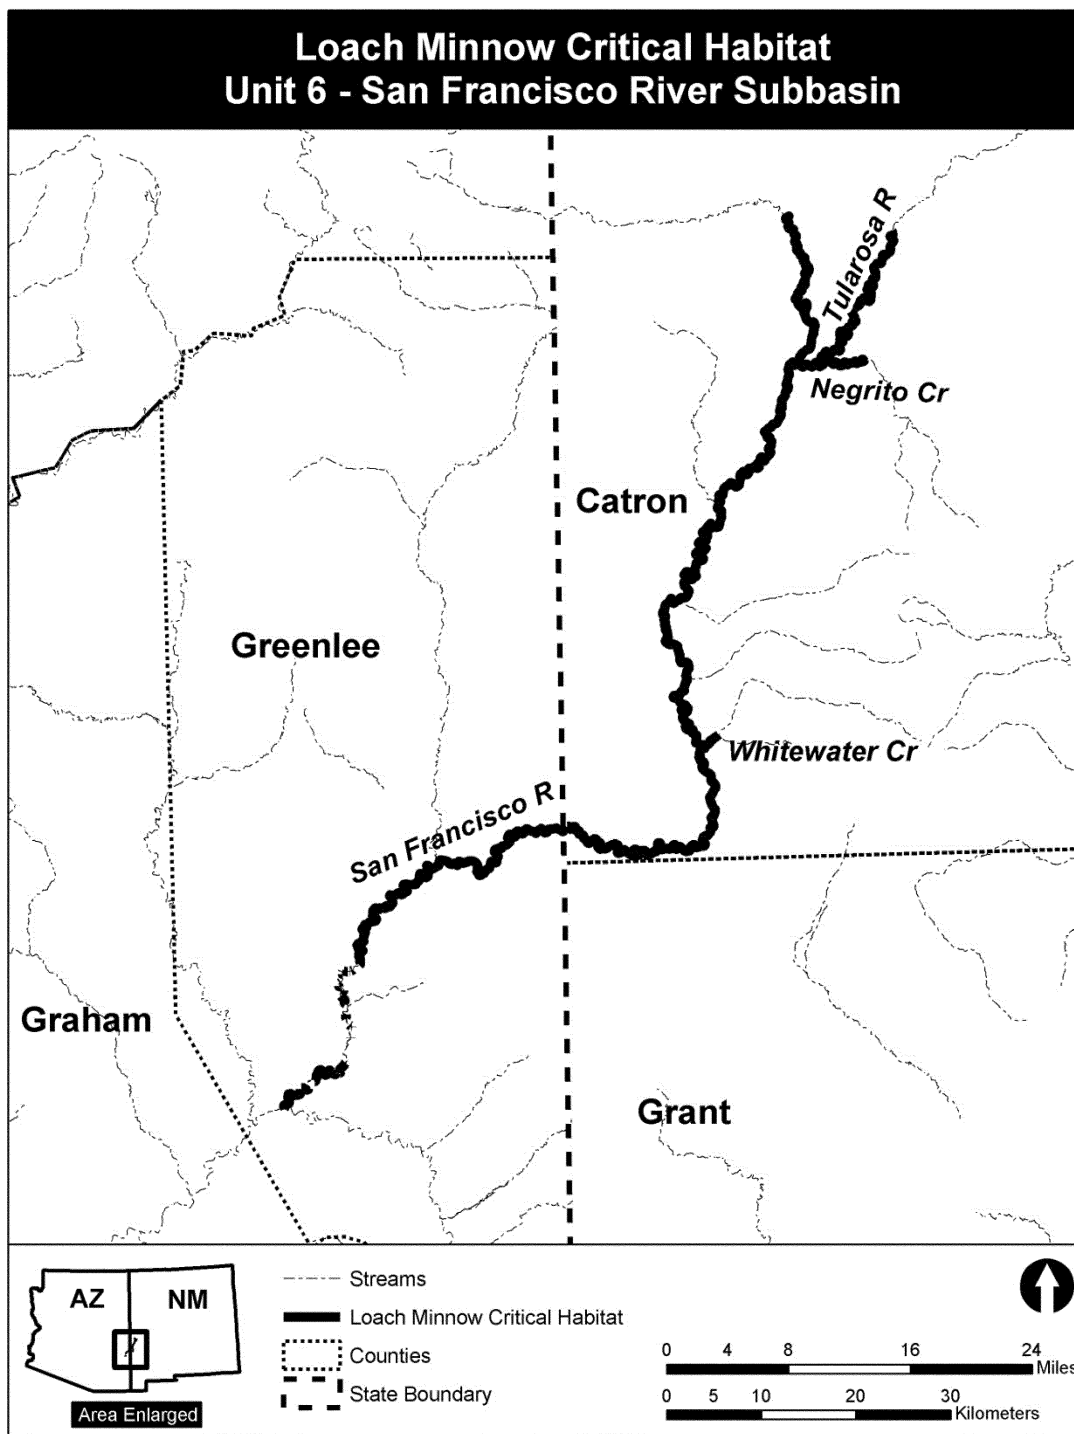 Loach Minnow Critical Habitat
Unit 6 - San Francisco River Subbasin
Tularosa R
Negrito Cr
Catron
Greenlee
Whitewater Cr
San Francisco R
Graham
Grant
AZ
NM
Area Enlarged
Streams
Loach Minnow Critical Habitat
Counties
State Boundary
0 4 8 16 24
Miles
0 5 10 20 30
Kilometers